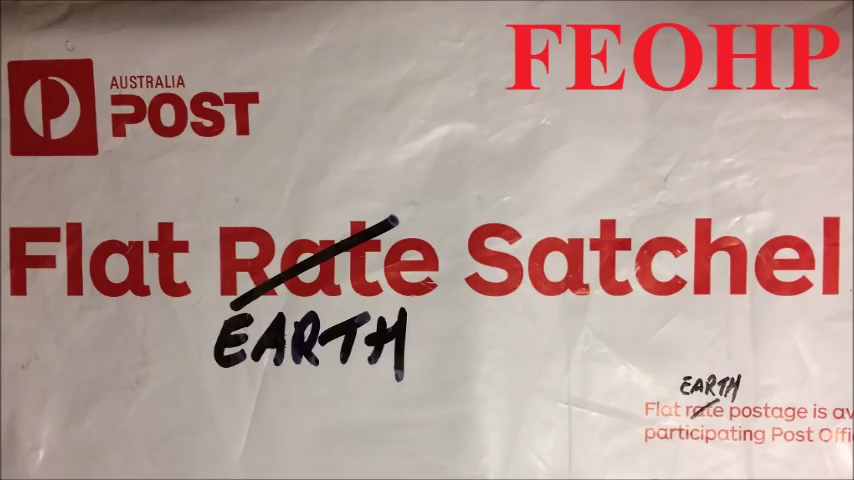 FEOHP
AUSTRALIA
POST
Flat Rate Satchel
EARTH
EARTH
Flat rate postage is av
participating Post Offi